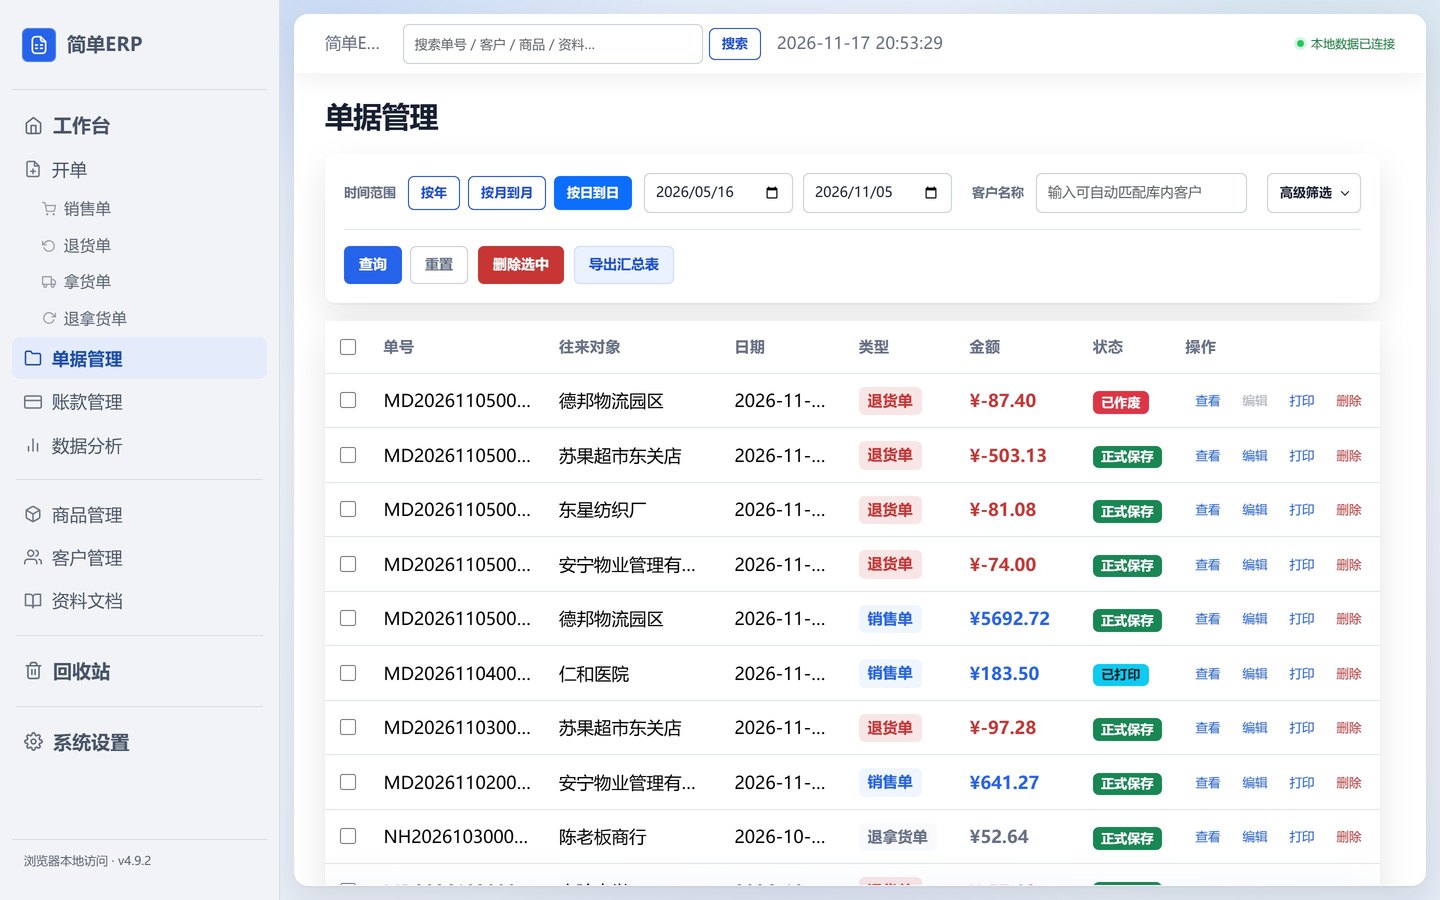 简单ERP
工作台
开单
销售单
退货单
拿货单
退拿货单
单据管理
账款管理
数据分析
商品管理
客户管理
资料文档
回收站
系统设置
浏览器本地访问 · v4.9.2
简单E... 搜索单号 / 客户 / 商品 / 资料... 搜索 2026-11-17 20:53:29 本地数据已连接
单据管理
时间范围 按年 按月到月 按日到日 2026/05/16 2026/11/05 客户名称 输入可自动匹配库内客户 高级筛选
查询 重置 删除选中 导出汇总表
单号 往来对象 日期 类型 金额 状态 操作
MD2026110500... 德邦物流园区 2026-11-... 退货单 ¥-87.40 已作废 查看 编辑 打印 删除
MD2026110500... 苏果超市东关店 2026-11-... 退货单 ¥-503.13 正式保存 查看 编辑 打印 删除
MD2026110500... 东星纺织厂 2026-11-... 退货单 ¥-81.08 正式保存 查看 编辑 打印 删除
MD2026110500... 安宁物业管理有... 2026-11-... 退货单 ¥-74.00 正式保存 查看 编辑 打印 删除
MD2026110500... 德邦物流园区 2026-11-... 销售单 ¥5692.72 正式保存 查看 编辑 打印 删除
MD2026110400... 仁和医院 2026-11-... 销售单 ¥183.50 已打印 查看 编辑 打印 删除
MD2026110300... 苏果超市东关店 2026-11-... 退货单 ¥-97.28 正式保存 查看 编辑 打印 删除
MD2026110200... 安宁物业管理有... 2026-11-... 销售单 ¥641.27 正式保存 查看 编辑 打印 删除
NH2026103000... 陈老板商行 2026-10-... 退拿货单 ¥52.64 正式保存 查看 编辑 打印 删除